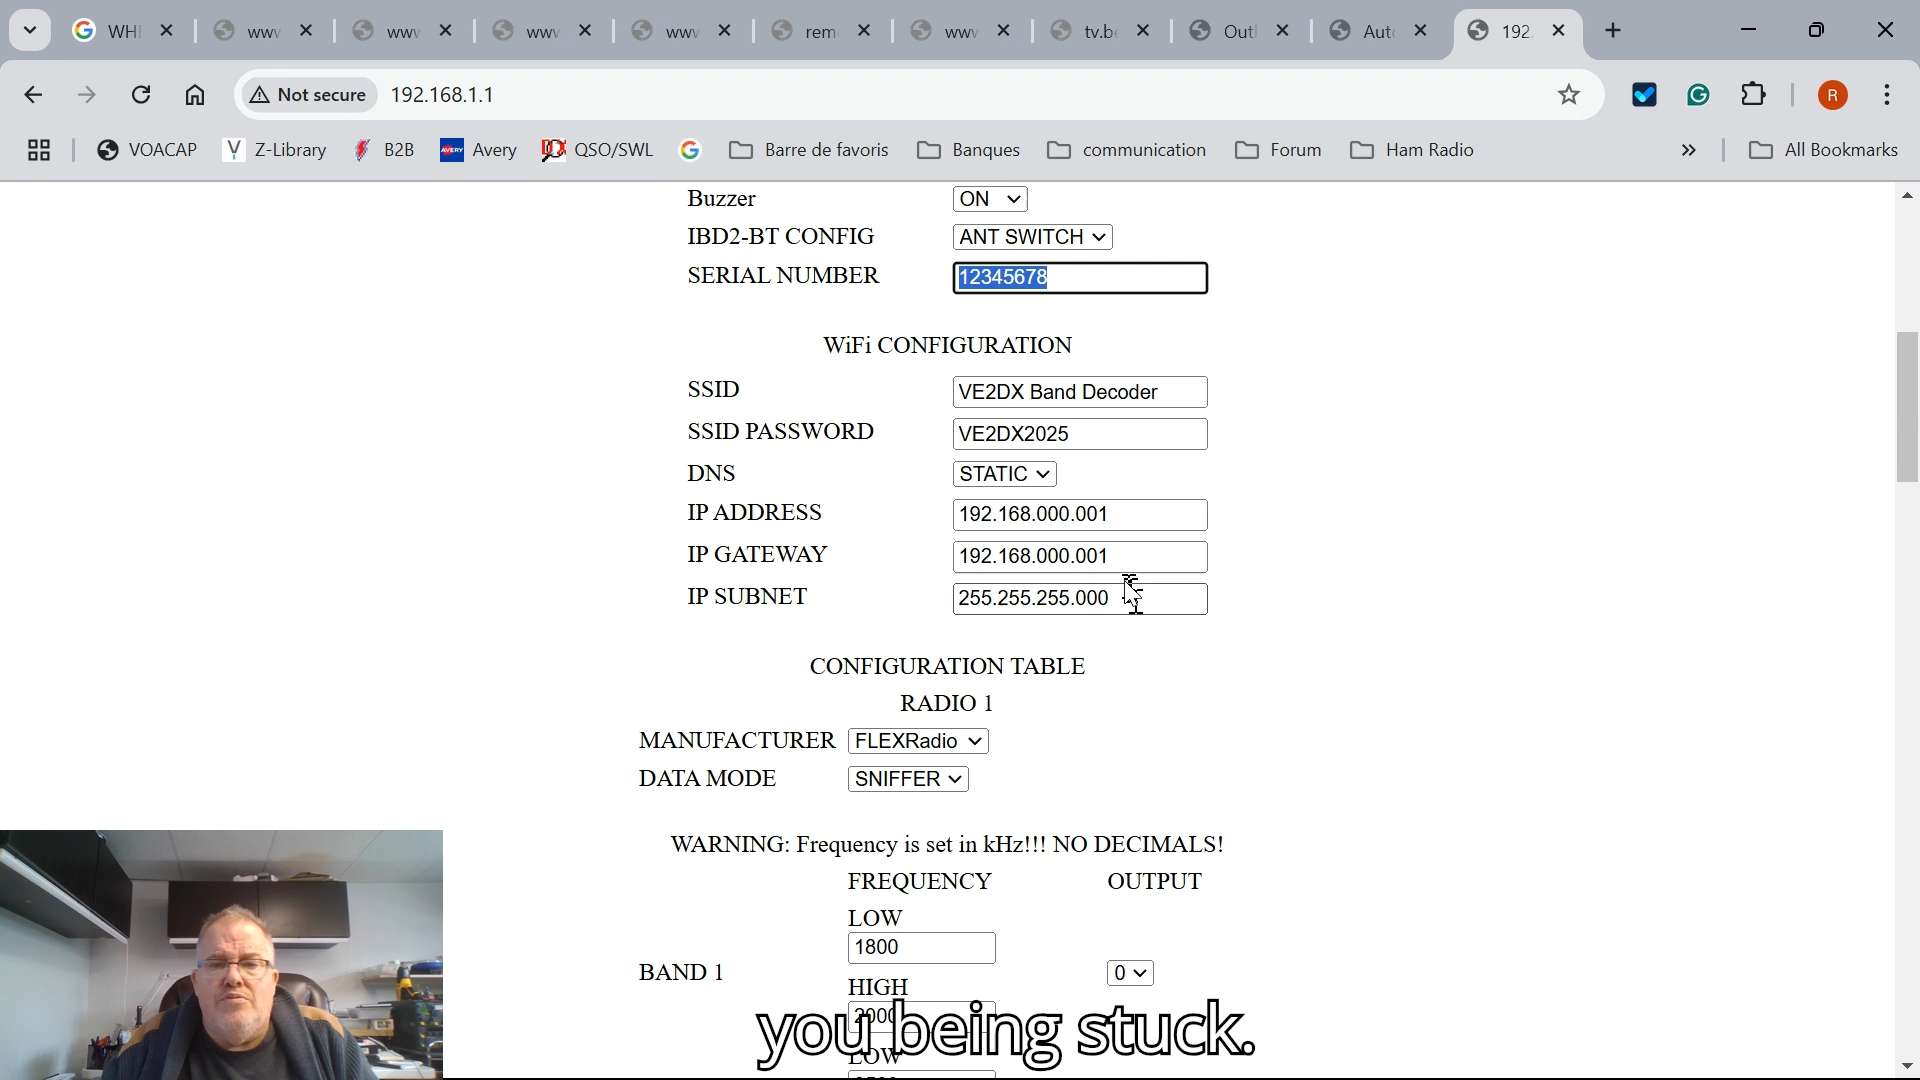 WH
www
www
www
www
rem
www
tv.b
Outl
Aut
192.
Not secure 192.168.1.1
R
VOACAP Z-Library B2B AVERY Avery QSO/SWL Barre de favoris Banques communication Forum Ham Radio » All Bookmarks
Buzzer ON
IBD2-BT CONFIG ANT SWITCH
SERIAL NUMBER 12345678
WiFi CONFIGURATION
SSID VE2DX Band Decoder
SSID PASSWORD VE2DX2025
DNS STATIC
IP ADDRESS 192.168.000.001
IP GATEWAY 192.168.000.001
IP SUBNET 255.255.255.000
CONFIGURATION TABLE
RADIO 1
MANUFACTURER FLEXRadio
DATA MODE SNIFFER
WARNING: Frequency is set in kHz!!! NO DECIMALS!
FREQUENCY OUTPUT
LOW
1800
BAND 1 0
HIGH
2000
you being stuck.
LOW